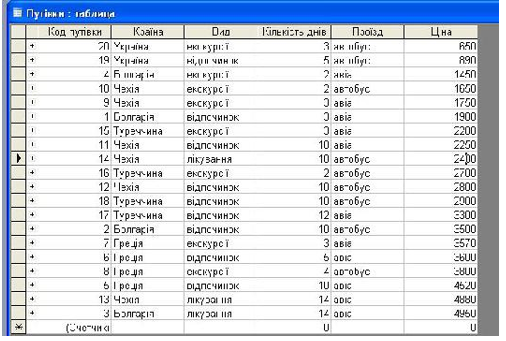 Путівки : таблица
Код путівки Країна Вид Кількість днів Проїзд Ціна
+ 20 Україна екскурсії 3 автобус 650
+ 19 Україна відпочинок 5 автобус 890
+ 4 Болгарія екскурсії 2 авіа 1450
+ 10 Чехія екскурсії 2 автобус 1650
+ 9 Чехія екскурсії 3 авіа 1750
+ 1 Болгарія відпочинок 3 авіа 1900
+ 15 Туреччина екскурсії 3 авіа 2200
+ 11 Чехія відпочинок 10 авіа 2250
+ 14 Чехія лікування 10 автобус 2400
+ 16 Туреччина екскурсії 2 автобус 2700
+ 12 Чехія відпочинок 10 автобус 2800
+ 18 Туреччина відпочинок 10 автобус 2900
+ 17 Туреччина відпочинок 12 авіа 3300
+ 2 Болгарія відпочинок 10 автобус 3500
+ 7 Греція екскурсії 3 авіа 3570
+ 6 Греція відпочинок авіа 3600
+ 8 Греція екскурсії 4 автобус 3800
+ 5 Греція відпочинок 10 авіа 4520
+ 13 Чехія лікування 14 авіа 4880
+ 3 Болгарія лікування 14 авіа 4950
(Счетчик) 0 0